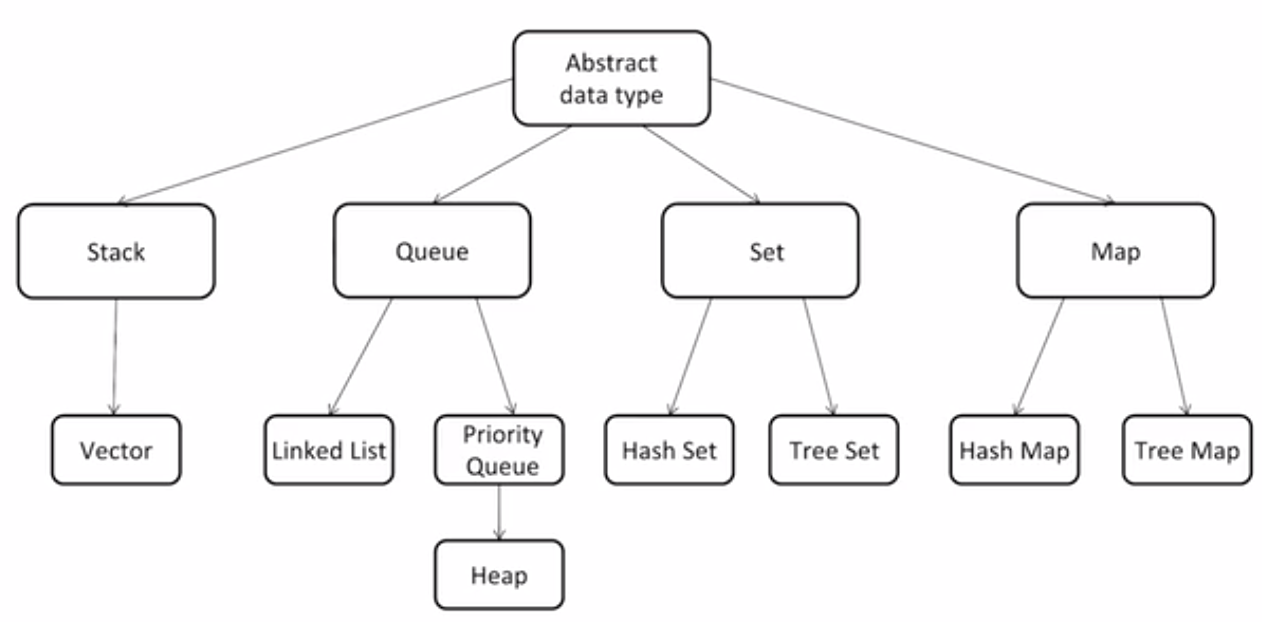 Abstract
data type
Stack
Queue
Set
Map
Vector
Linked List
Priority
Queue
Hash Set
Tree Set
Hash Map
Tree Map
Heap